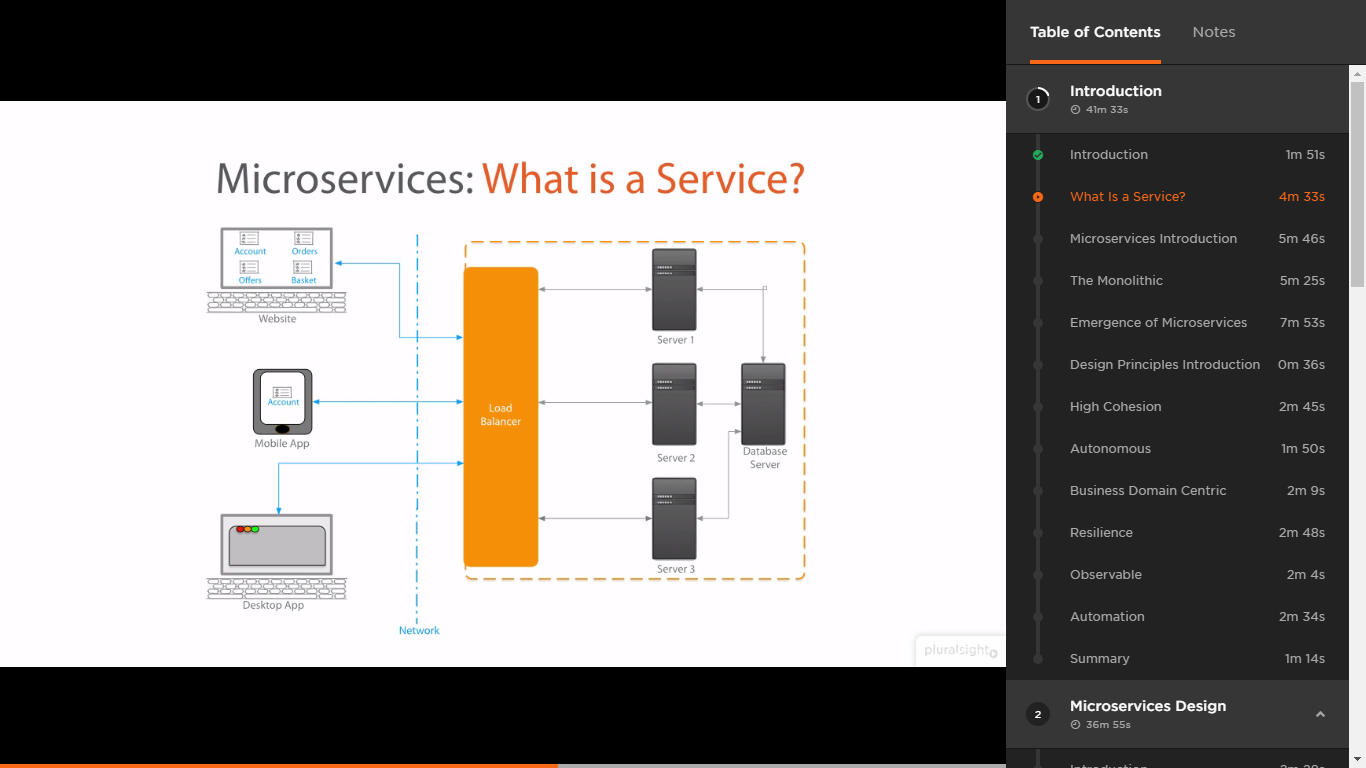 Microservices: What is a Service?
Account Orders
Offers Basket
Website
Account
Mobile App
Desktop App
Network
Load
Balancer
Server 1
Server 2
Server 3
Database
Server
pluralsight
Table of Contents Notes
1 Introduction
41m 33s
Introduction 1m 51s
What Is a Service? 4m 33s
Microservices Introduction 5m 46s
The Monolithic 5m 25s
Emergence of Microservices 7m 53s
Design Principles Introduction 0m 36s
High Cohesion 2m 45s
Autonomous 1m 50s
Business Domain Centric 2m 9s
Resilience 2m 48s
Observable 2m 4s
Automation 2m 34s
Summary 1m 14s
2 Microservices Design
36m 55s
Introduction